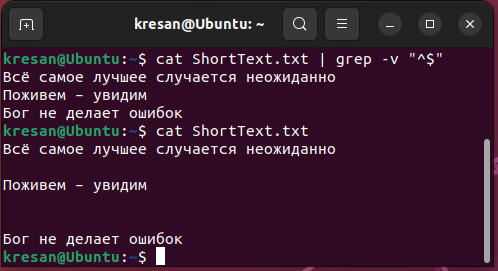 kresan@Ubuntu: ~
kresan@Ubuntu:~$ cat ShortText.txt | grep -v "^$"
Всё самое лучшее случается неожиданно
Поживем – увидим
Бог не делает ошибок
kresan@Ubuntu:~$ cat ShortText.txt
Всё самое лучшее случается неожиданно
Поживем – увидим
Бог не делает ошибок
kresan@Ubuntu:~$